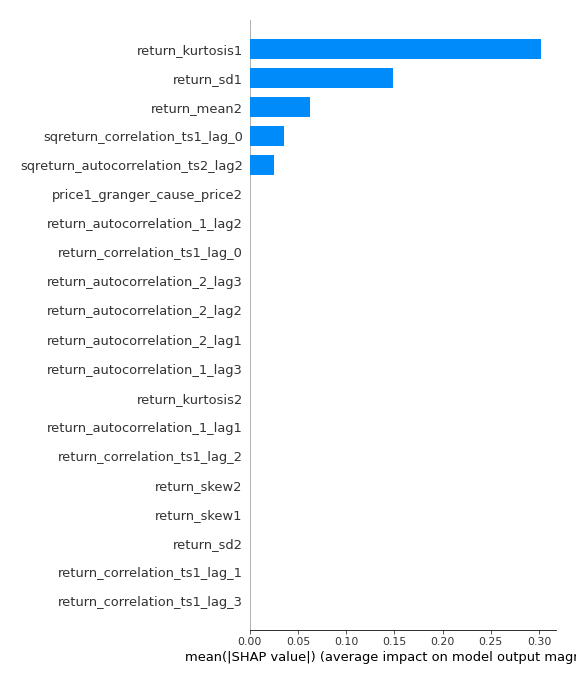 return_kurtosis1
return_sd1
return_mean2
sqreturn_correlation_ts1_lag_0
sqreturn_autocorrelation_ts2_lag2
price1_granger_cause_price2
return_autocorrelation_1_lag2
return_correlation_ts1_lag_0
return_autocorrelation_2_lag3
return_autocorrelation_2_lag2
return_autocorrelation_2_lag1
return_autocorrelation_1_lag3
return_kurtosis2
return_autocorrelation_1_lag1
return_correlation_ts1_lag_2
return_skew2
return_skew1
return_sd2
return_correlation_ts1_lag_1
return_correlation_ts1_lag_3
0.00 0.05 0.10 0.15 0.20 0.25 0.30
mean(|SHAP value|) (average impact on model output magn